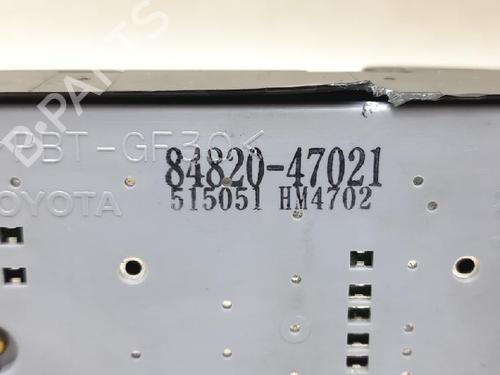 B-PARTS
PBT-GF30<
TOYOTA
84820-47021
515051 HM4702